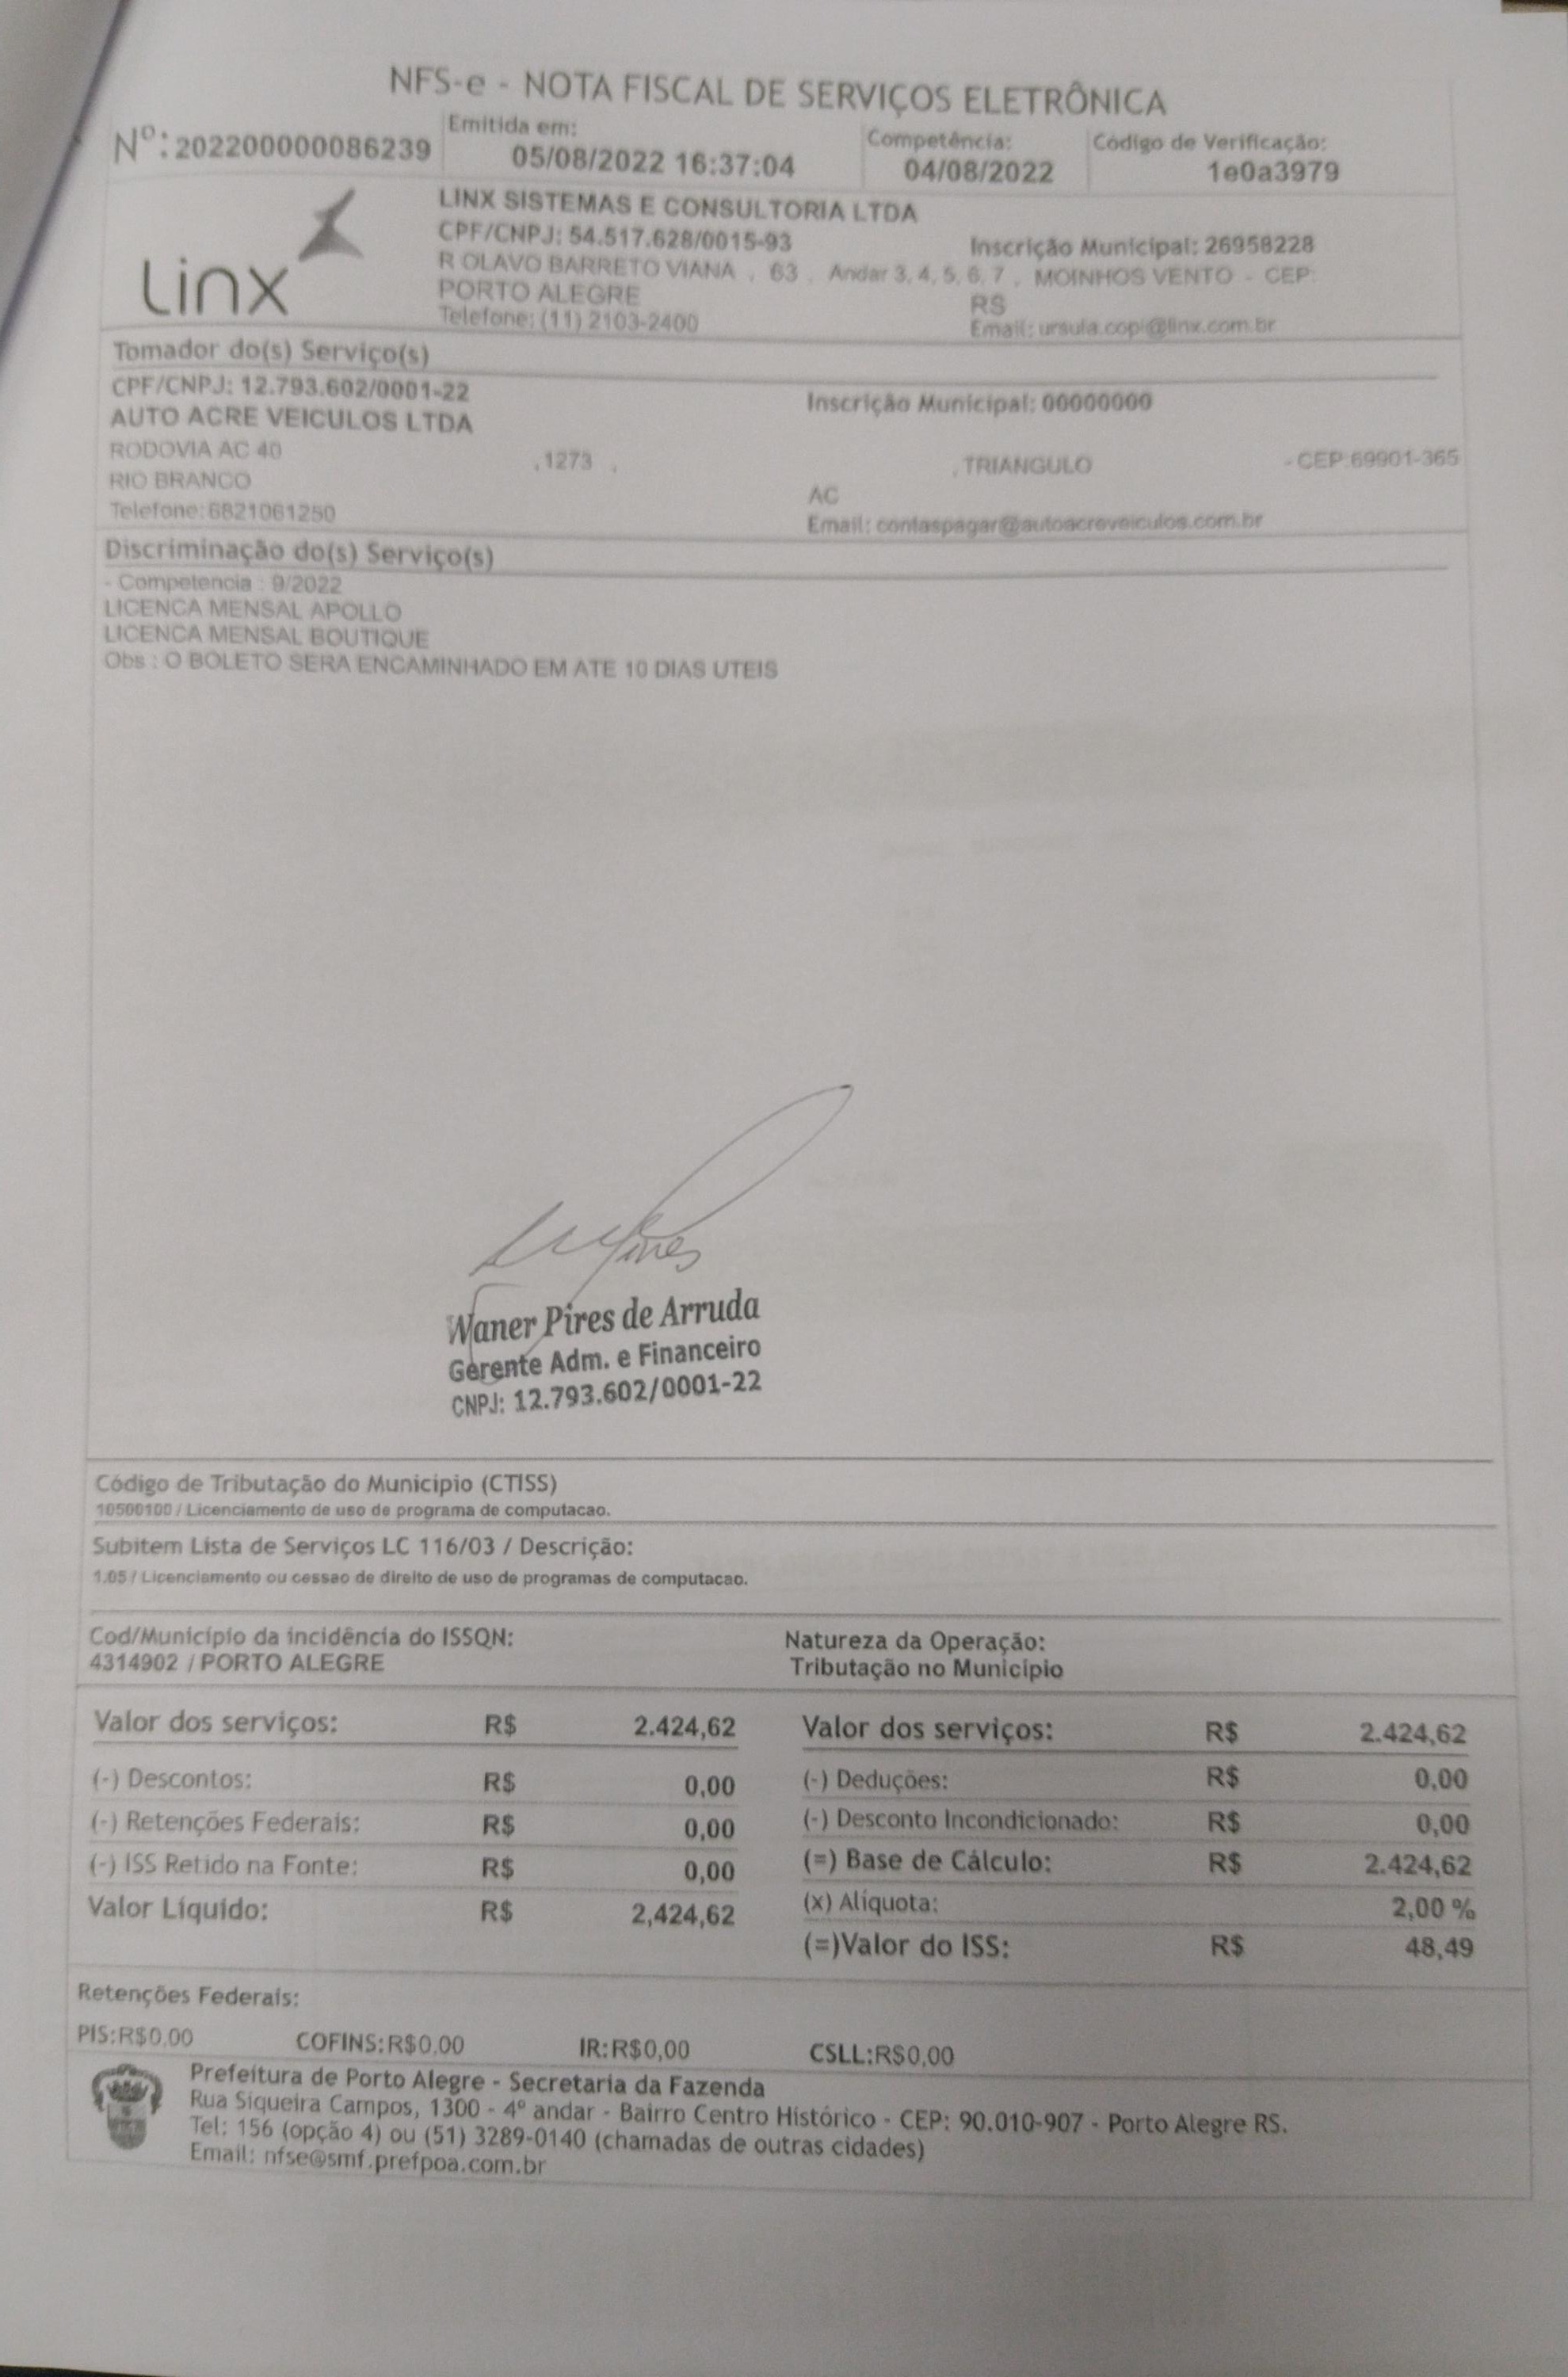 NFS-e - NOTA FISCAL DE SERVIÇOS ELETRÔNICA
Nº: 202200000086239
Emitida em:
05/08/2022 16:37:04
Competência:
04/08/2022
Código de Verificação:
1e0a3979
Linx
LINX SISTEMAS E CONSULTORIA LTDA
CPF/CNPJ: 54.517.628/0015-93 Inscrição Municipal: 26958228
R OLAVO BARRETO VIANA , 63 , Andar 3, 4, 5, 6, 7 , MOINHOS VENTO - CEP:
PORTO ALEGRE RS
Telefone: (11) 2103-2400 Email: ursula.copi@linx.com.br
Tomador do(s) Serviço(s)
CPF/CNPJ: 12.793.602/0001-22 Inscrição Municipal: 00000000
AUTO ACRE VEICULOS LTDA
RODOVIA AC 40 , 1273 , , TRIANGULO - CEP:69901-365
RIO BRANCO AC
Telefone:6821061250 Email: contaspagar@autoacreveiculos.com.br
Discriminação do(s) Serviço(s)
- Competencia : 9/2022
LICENCA MENSAL APOLLO
LICENCA MENSAL BOUTIQUE
Obs : O BOLETO SERA ENCAMINHADO EM ATE 10 DIAS UTEIS
Waner Pires de Arruda
Gerente Adm. e Financeiro
CNPJ: 12.793.602/0001-22
Código de Tributação do Município (CTISS)
10500100 / Licenciamento de uso de programa de computacao.
Subitem Lista de Serviços LC 116/03 / Descrição:
1.05 / Licenciamento ou cessao de direito de uso de programas de computacao.
Cod/Município da incidência do ISSQN: Natureza da Operação:
4314902 / PORTO ALEGRE Tributação no Município
Valor dos serviços: R$ 2.424,62 Valor dos serviços: R$ 2.424,62
(-) Descontos: R$ 0,00 (-) Deduções: R$ 0,00
(-) Retenções Federais: R$ 0,00 (-) Desconto Incondicionado: R$ 0,00
(-) ISS Retido na Fonte: R$ 0,00 (=) Base de Cálculo: R$ 2.424,62
Valor Líquido: R$ 2,424,62 (x) Alíquota: 2,00 %
(=)Valor do ISS: R$ 48,49
Retenções Federais:
PIS:R$0,00 COFINS:R$0,00 IR:R$0,00 CSLL:R$0,00
Prefeitura de Porto Alegre - Secretaria da Fazenda
Rua Siqueira Campos, 1300 - 4º andar - Bairro Centro Histórico - CEP: 90.010-907 - Porto Alegre RS.
Tel: 156 (opção 4) ou (51) 3289-0140 (chamadas de outras cidades)
Email: nfse@smf.prefpoa.com.br